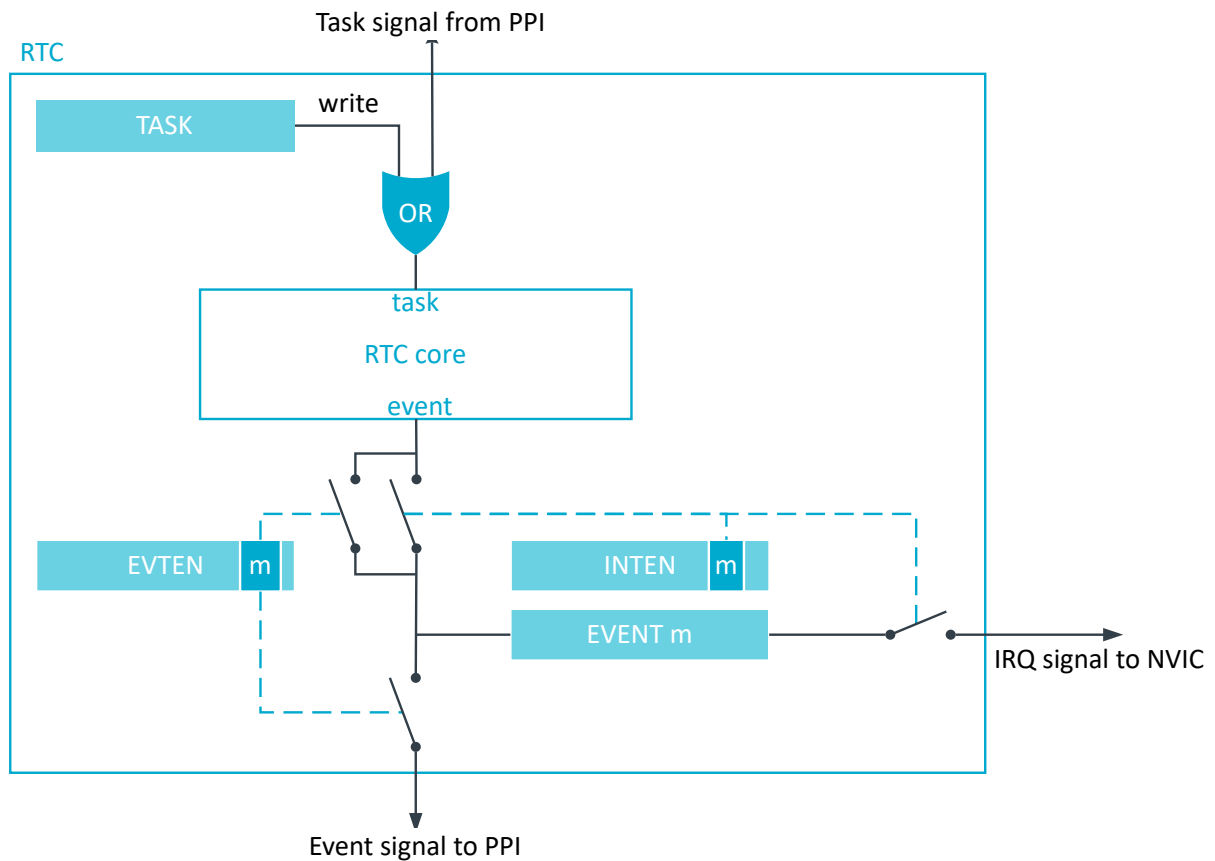 Task signal from PPI
RTC
write
TASK
OR
task
RTC core
event
EVTEN m
INTEN m
EVENT m
IRQ signal to NVIC
Event signal to PPI